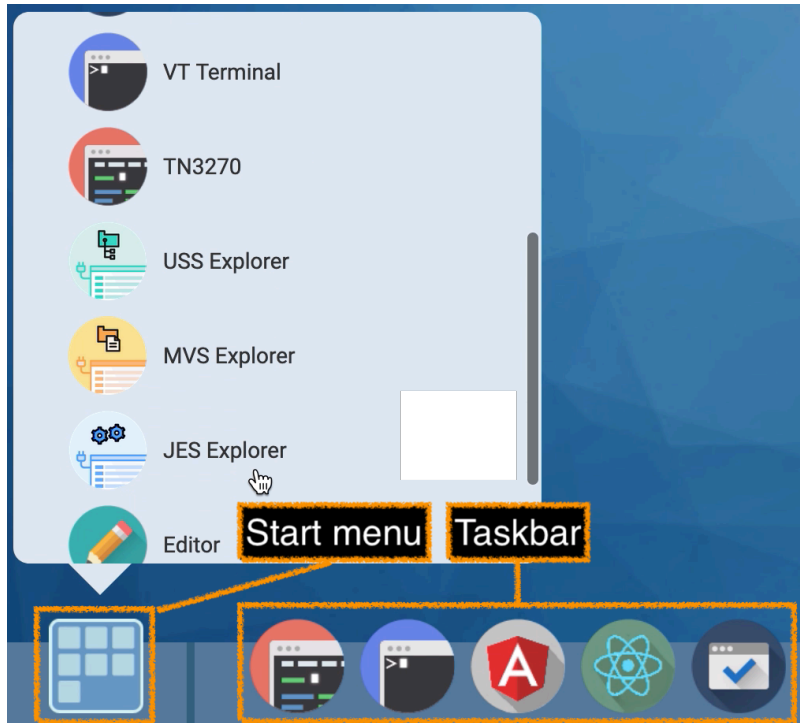 VT Terminal
TN3270
USS Explorer
MVS Explorer
JES Explorer
Editor
Start menu
Taskbar